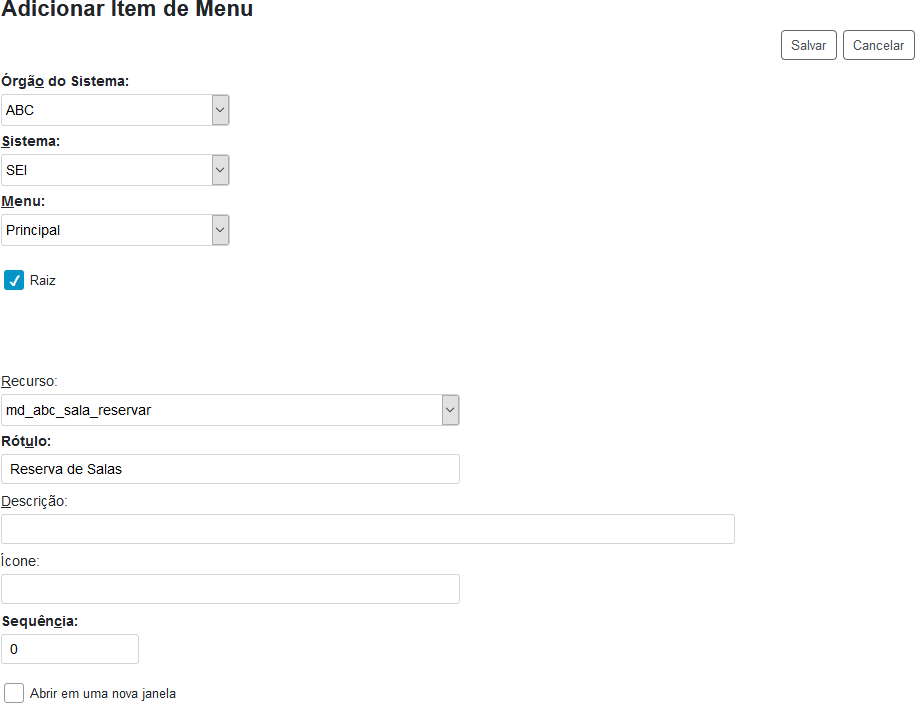 Adicionar Item de Menu
Salvar Cancelar
Órgão do Sistema:
ABC
Sistema:
SEI
Menu:
Principal
Raiz
Recurso:
md_abc_sala_reservar
Rótulo:
Reserva de Salas
Descrição:
Ícone:
Sequência:
0
Abrir em uma nova janela